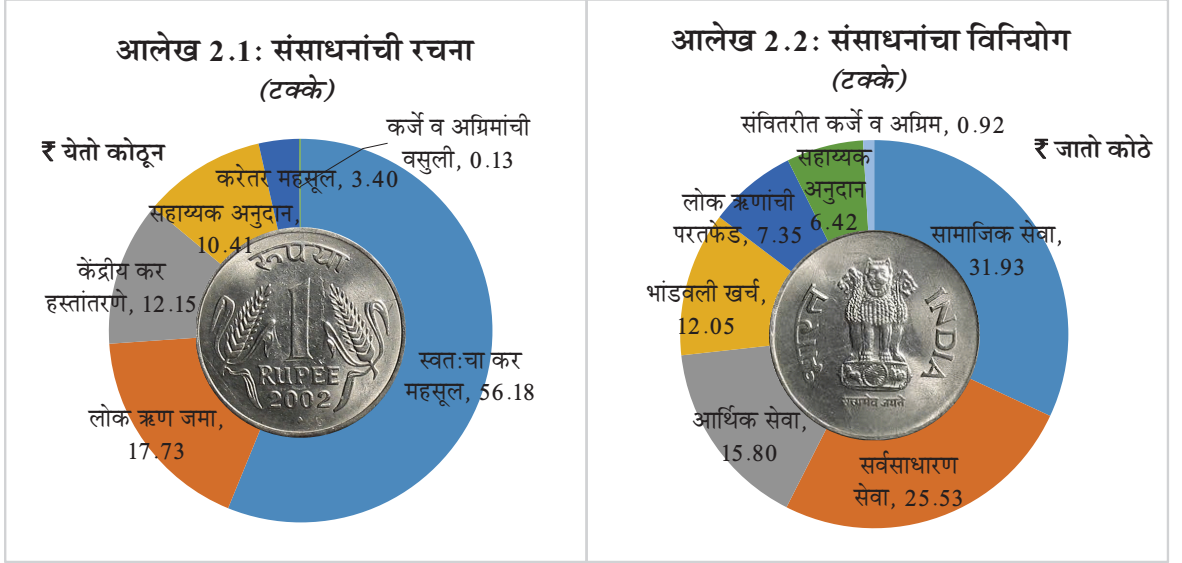 आलेख 2.1: संसाधनांची रचना
(टक्के)
₹ येतो कोठून
कर्जे व अग्रिमांची
वसुली, 0.13
करेतर महसूल, 3.40
सहाय्यक अनुदान,
10.41
केंद्रीय कर
हस्तांतरणे, 12.15
लोक ऋण जमा,
17.73
स्वत:चा कर
महसूल, 56.18
रूपया
1
RUPEE
2002
आलेख 2.2: संसाधनांचा विनियोग
(टक्के)
संवितरीत कर्जे व अग्रिम, 0.92
₹ जातो कोठे
सहाय्यक
अनुदान
6.42
लोक ऋणांची
परतफेड, 7.35
भांडवली खर्च,
12.05
आर्थिक सेवा,
15.80
सर्वसाधारण
सेवा, 25.53
सामाजिक सेवा,
31.93
भारत
INDIA
सत्यमेव जयते